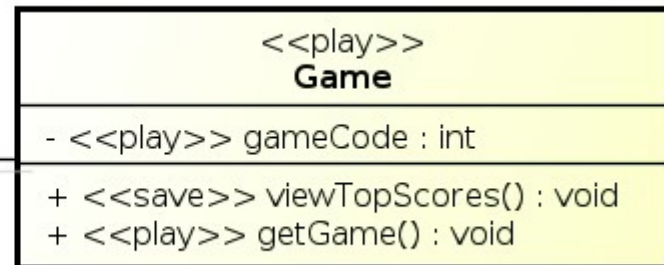 <<play>>
Game
- <<play>> gameCode : int
+ <<save>> viewTopScores() : void
+ <<play>> getGame() : void